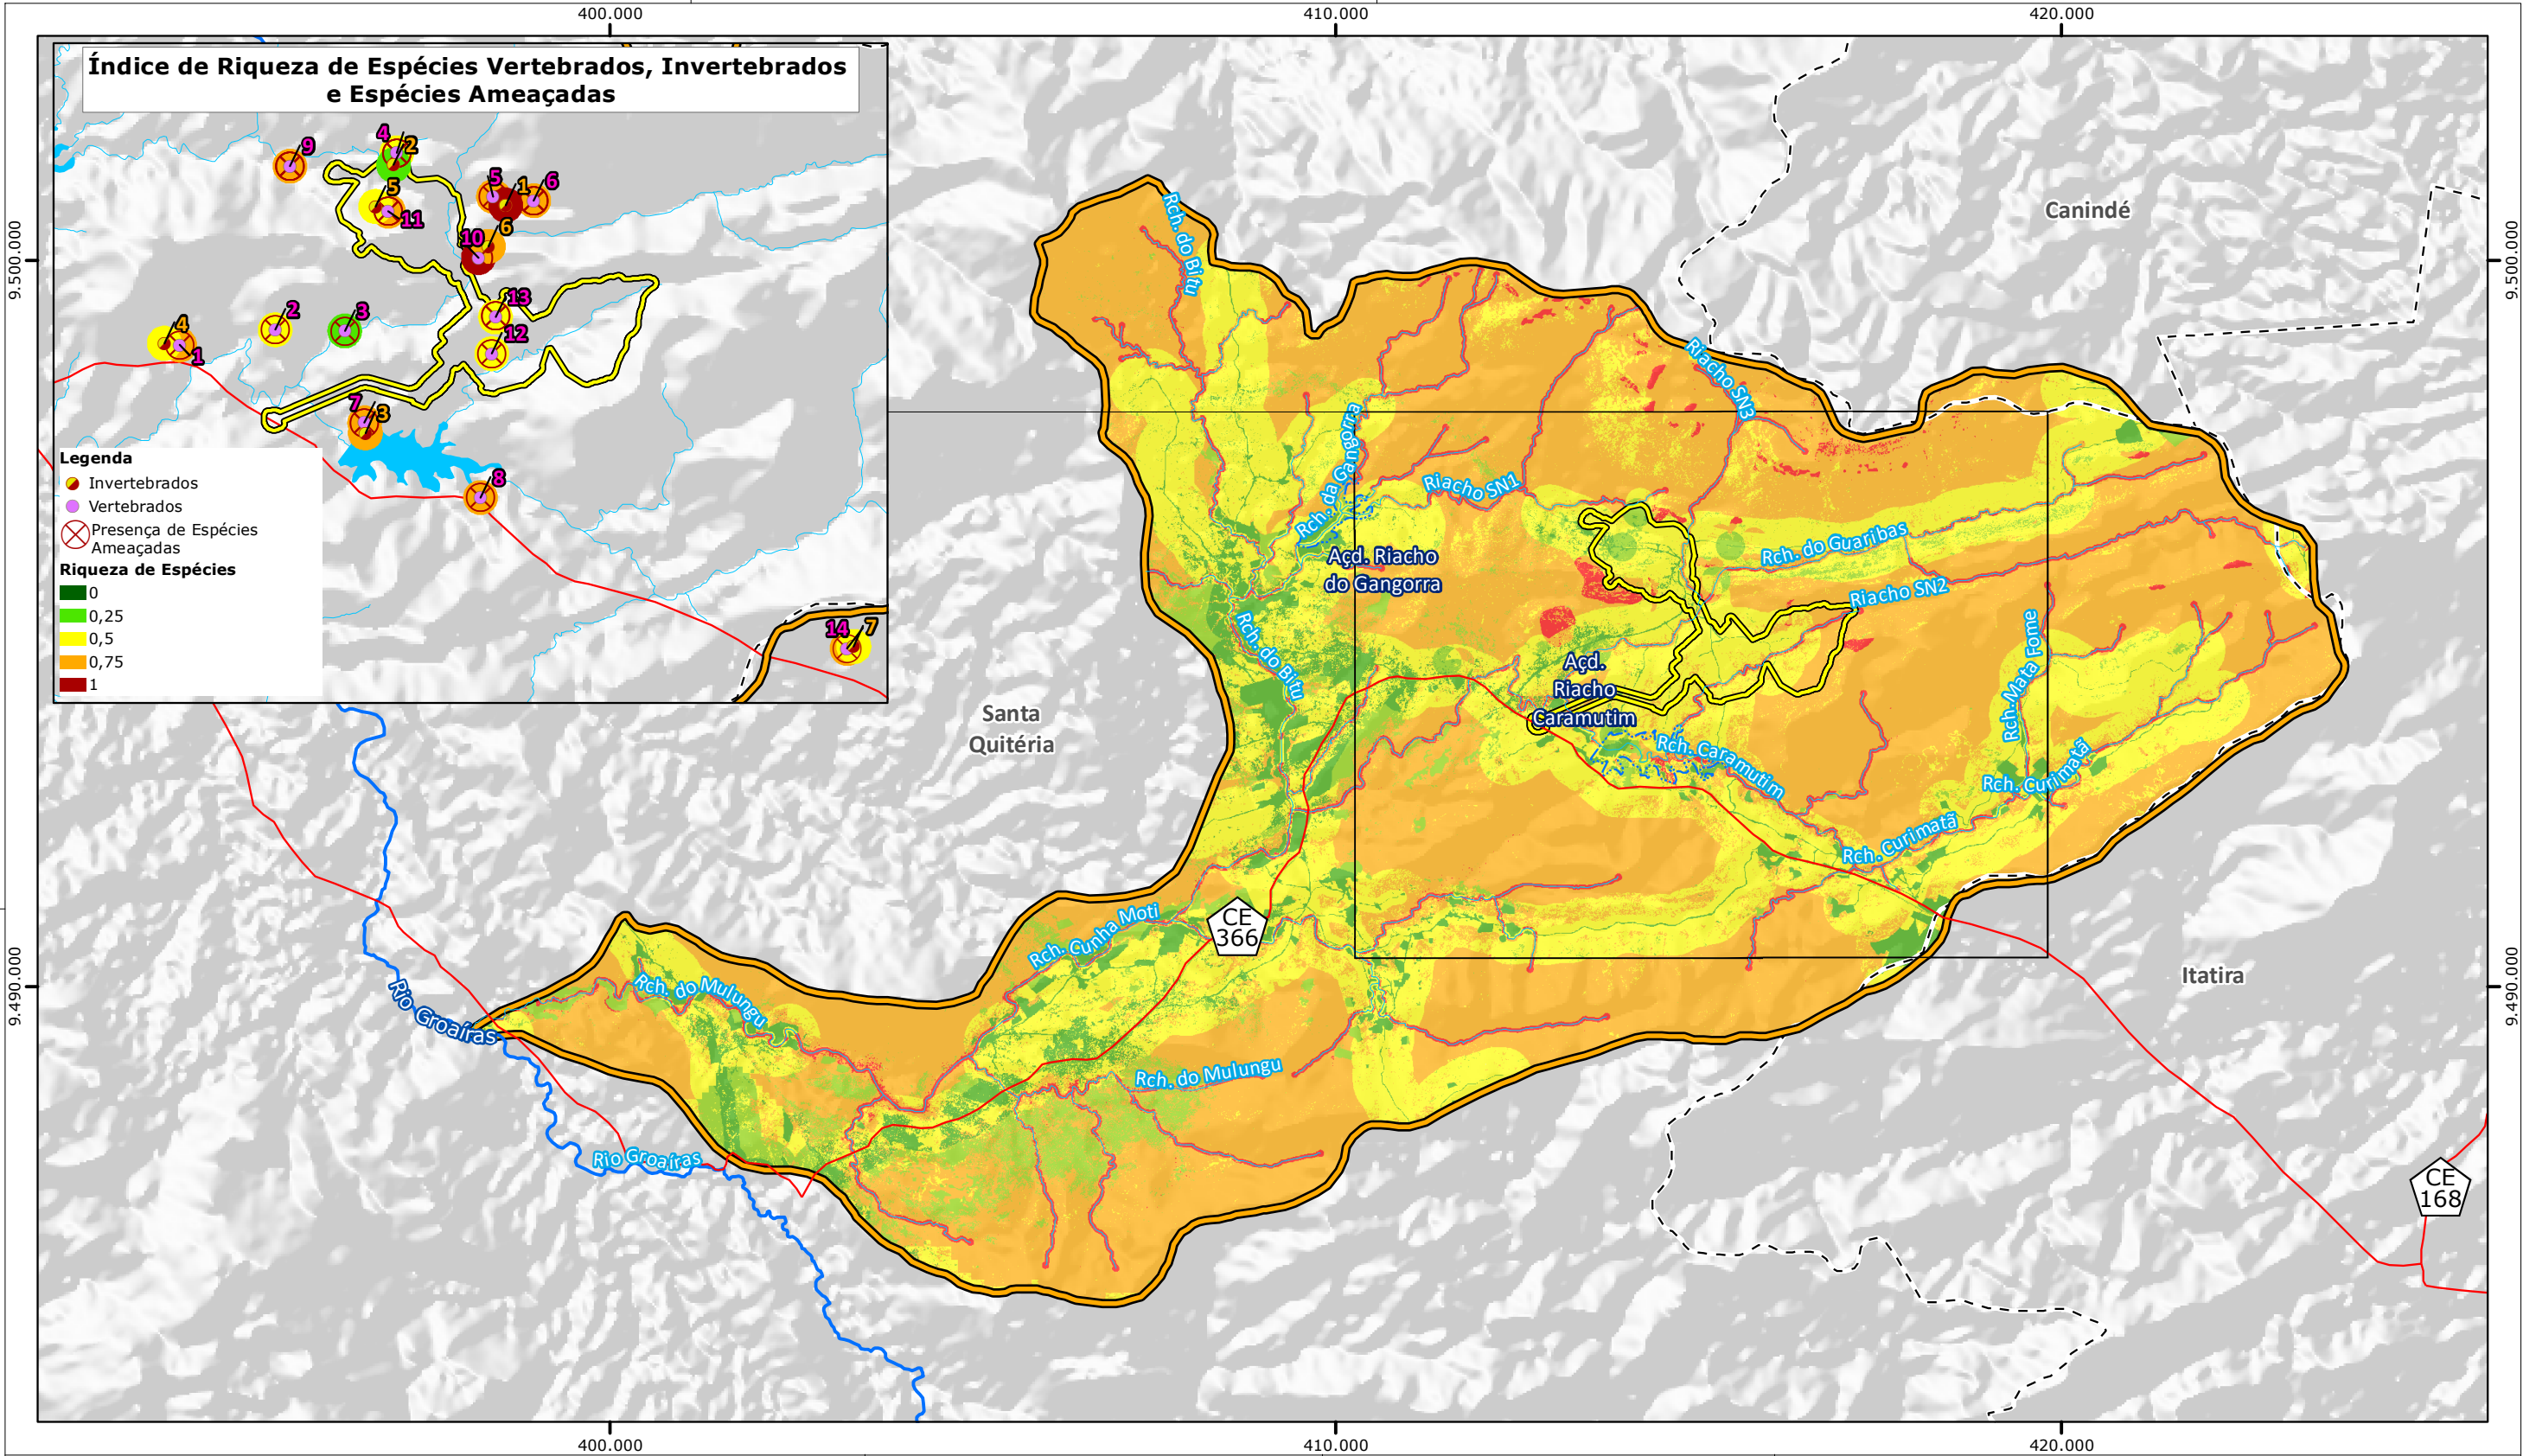 400.000
410.000
420.000
Índice de Riqueza de Espécies Vertebrados, Invertebrados
e Espécies Ameaçadas
4
2
9
5
11
5
1
6
6
10
13
12
2
3
4
1
7
3
8
14
7
Legenda
Invertebrados
Vertebrados
Presença de Espécies
Ameaçadas
Riqueza de Espécies
0
0,25
0,5
0,75
1
9.500.000
9.500.000
9.490.000
9.490.000
Canindé
Rch. do Bitu
Riacho SN3
Rch. da Gangorra
Riacho SN1
Açd. Riacho
do Gangorra
Rch. do Guaribas
Riacho SN2
Rch. do Bitu
Açd.
Riacho
Caramutim
Rch. Mata Fome
Santa
Quitéria
Rch. Caramutim
Rch. Curimatã
Rch. Curimatã
CE
366
Rch. Cunha Moti
Itatira
Rch. do Mulungu
Rio Groaíras
Rch. do Mulungu
Rio Groaíras
CE
168
400.000
410.000
420.000